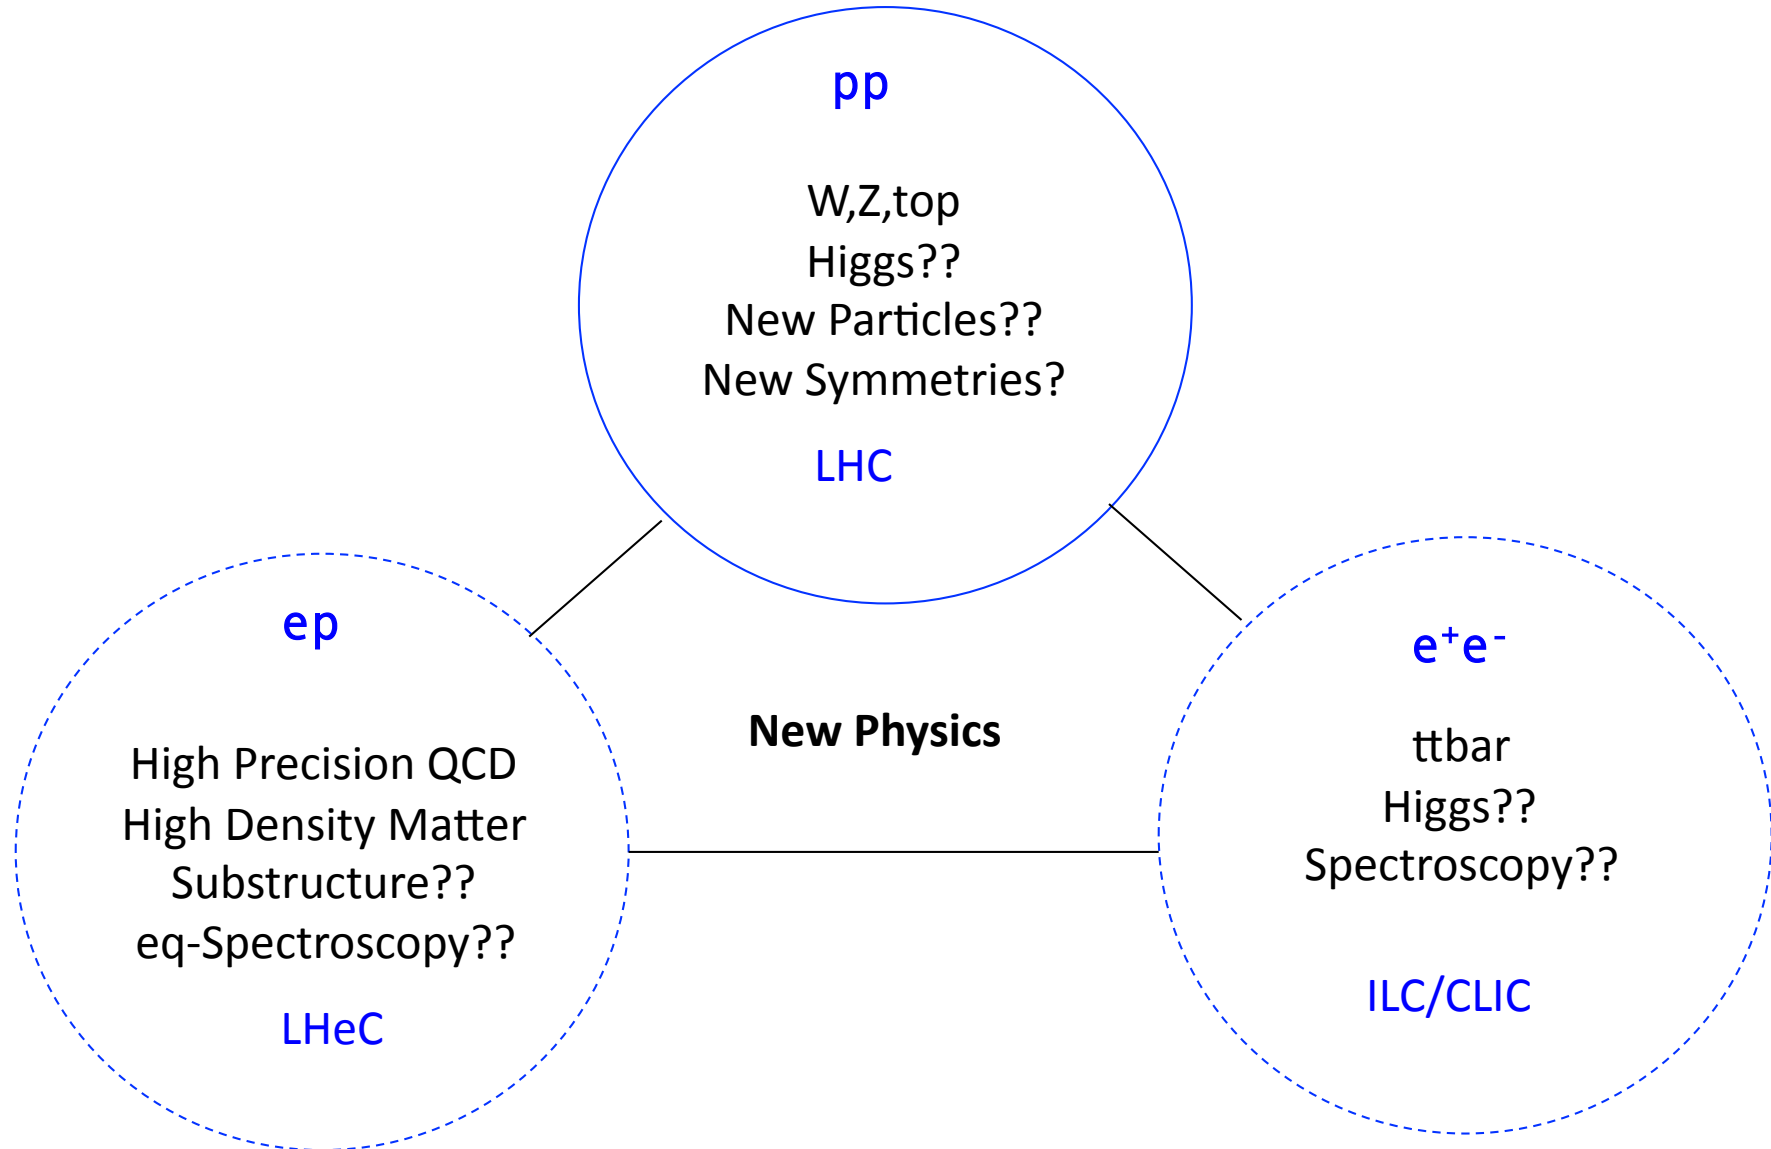 pp
W,Z,top
Higgs??
New Particles??
New Symmetries?
LHC
ep
High Precision QCD
High Density Matter
Substructure??
eq-Spectroscopy??
LHeC
New Physics
e⁺e⁻
ttbar
Higgs??
Spectroscopy??
ILC/CLIC